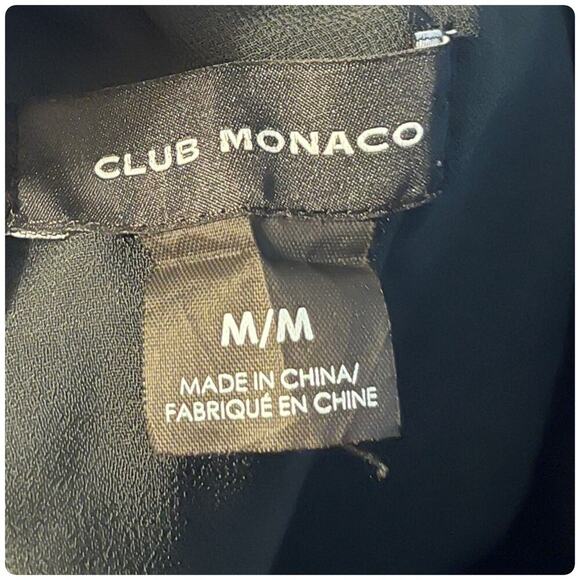 CLUB MONACO
M/M
MADE IN CHINA/
FABRIQUÉ EN CHINE